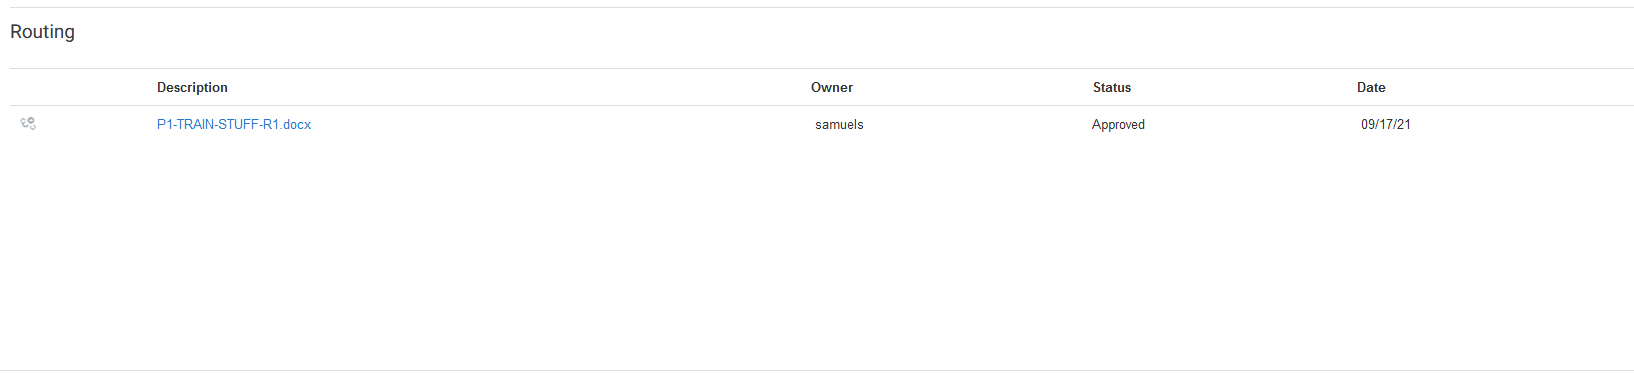 Routing
Description Owner Status Date
P1-TRAIN-STUFF-R1.docx samuels Approved 09/17/21